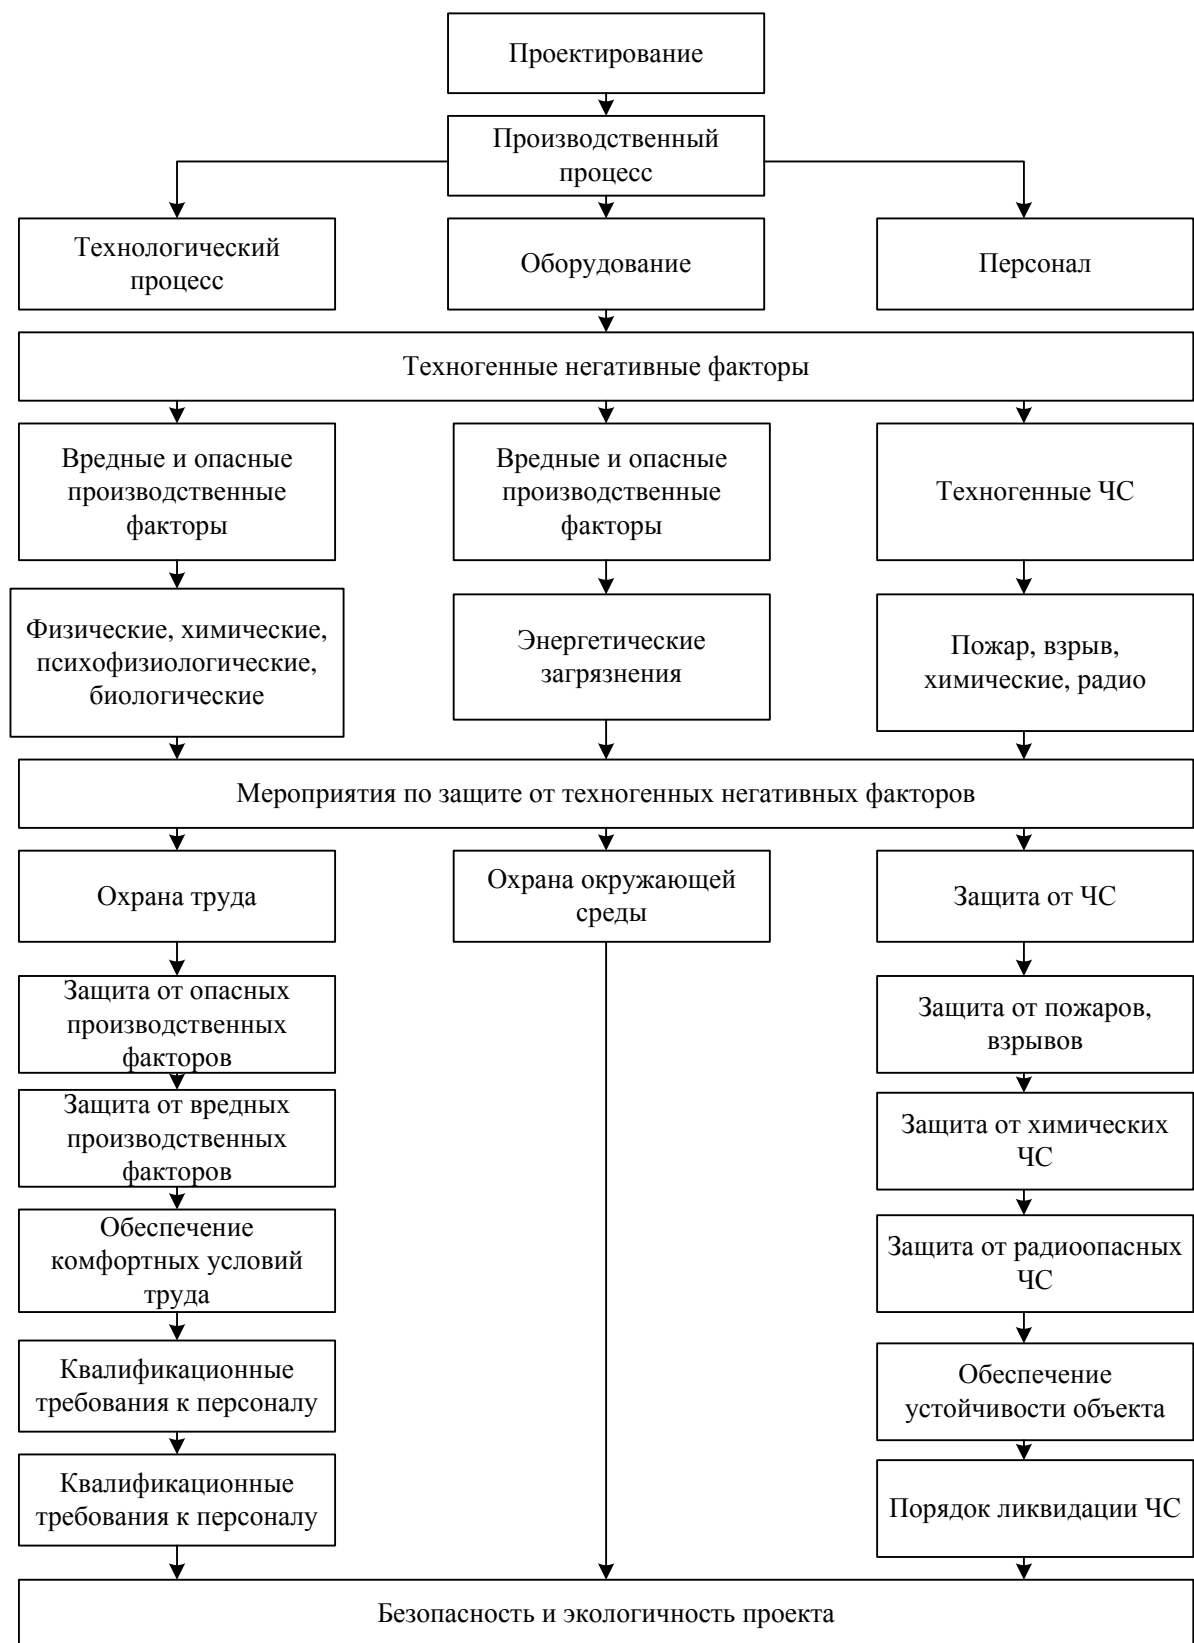 Проектирование
Производственный
процесс
Технологический
процесс
Оборудование
Персонал
Техногенные негативные факторы
Вредные и опасные
производственные
факторы
Вредные и опасные
производственные
факторы
Техногенные ЧС
Физические, химические,
психофизиологические,
биологические
Энергетические
загрязнения
Пожар, взрыв,
химические, радио
Мероприятия по защите от техногенных негативных факторов
Охрана труда
Охрана окружающей
среды
Защита от ЧС
Защита от опасных
производственных
факторов
Защита от пожаров,
взрывов
Защита от вредных
производственных
факторов
Защита от химических
ЧС
Обеспечение
комфортных условий
труда
Защита от радиоопасных
ЧС
Квалификационные
требования к персоналу
Обеспечение
устойчивости объекта
Квалификационные
требования к персоналу
Порядок ликвидации ЧС
Безопасность и экологичность проекта